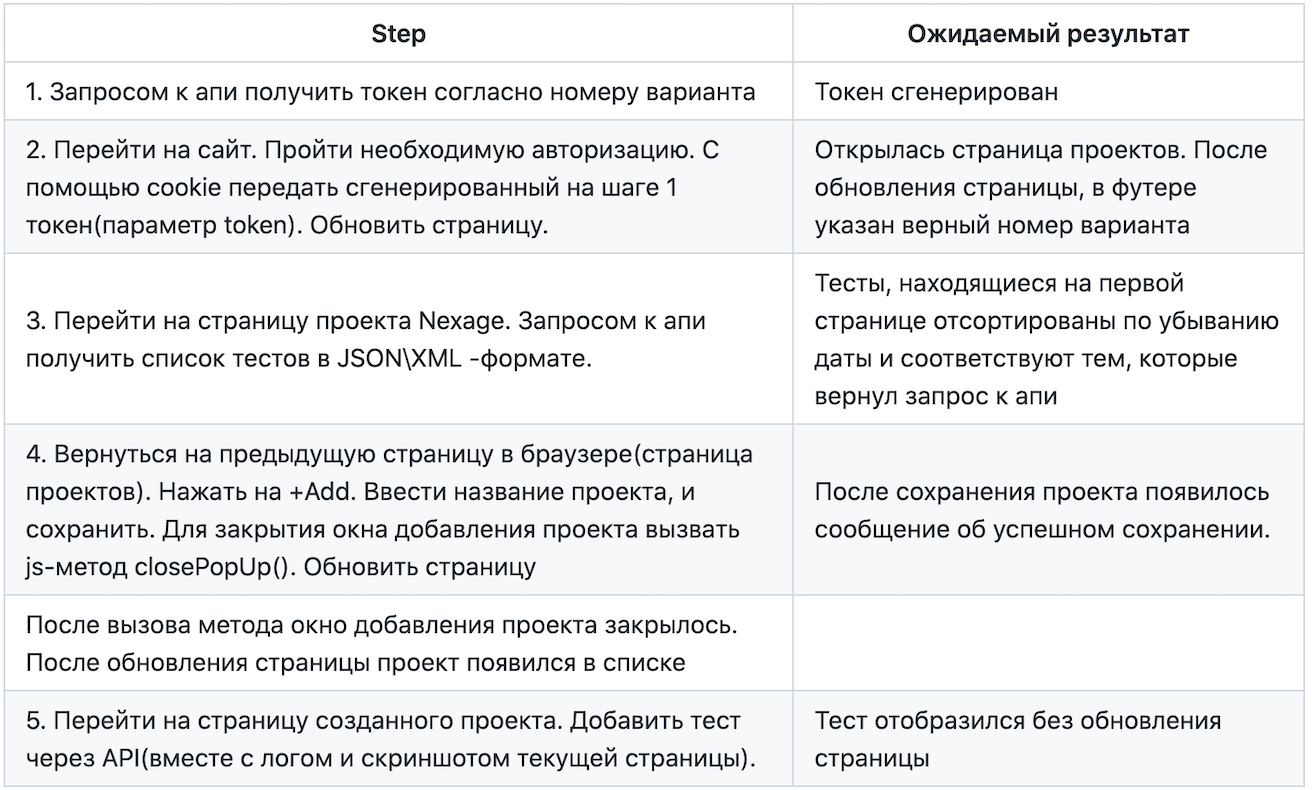 Step
Ожидаемый результат
1. Запросом к апи получить токен согласно номеру варианта
Токен сгенерирован
2. Перейти на сайт. Пройти необходимую авторизацию. С
помощью cookie передать сгенерированный на шаге 1
токен(параметр token). Обновить страницу.
Открылась страница проектов. После
обновления страницы, в футере
указан верный номер варианта
3. Перейти на страницу проекта Nexage. Запросом к апи
получить список тестов в JSON\XML -формате.
Тесты, находящиеся на первой
странице отсортированы по убыванию
даты и соответствуют тем, которые
вернул запрос к апи
4. Вернуться на предыдущую страницу в браузере(страница
проектов). Нажать на +Add. Ввести название проекта, и
сохранить. Для закрытия окна добавления проекта вызвать
js-метод closePopUp(). Обновить страницу
После сохранения проекта появилось
сообщение об успешном сохранении.
После вызова метода окно добавления проекта закрылось.
После обновления страницы проект появился в списке
5. Перейти на страницу созданного проекта. Добавить тест
через API(вместе с логом и скриншотом текущей страницы).
Тест отобразился без обновления
страницы